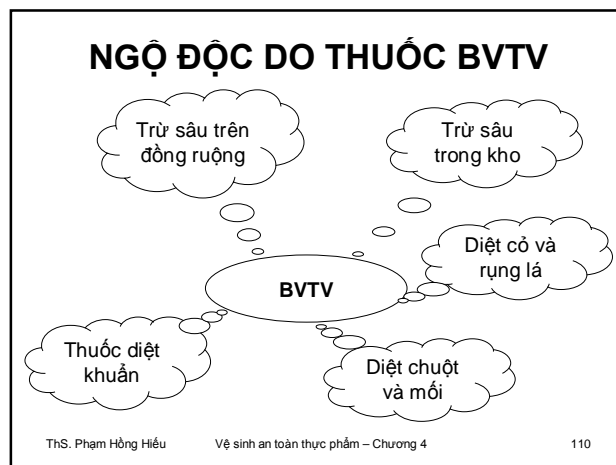 NGỘ ĐỘC DO THUỐC BVTV
Trừ sâu trên
đồng ruộng
Trừ sâu
trong kho
Diệt cỏ và
rụng lá
BVTV
Thuốc diệt
khuẩn
Diệt chuột
và mối
ThS. Phạm Hồng Hiếu Vệ sinh an toàn thực phẩm – Chương 4 110